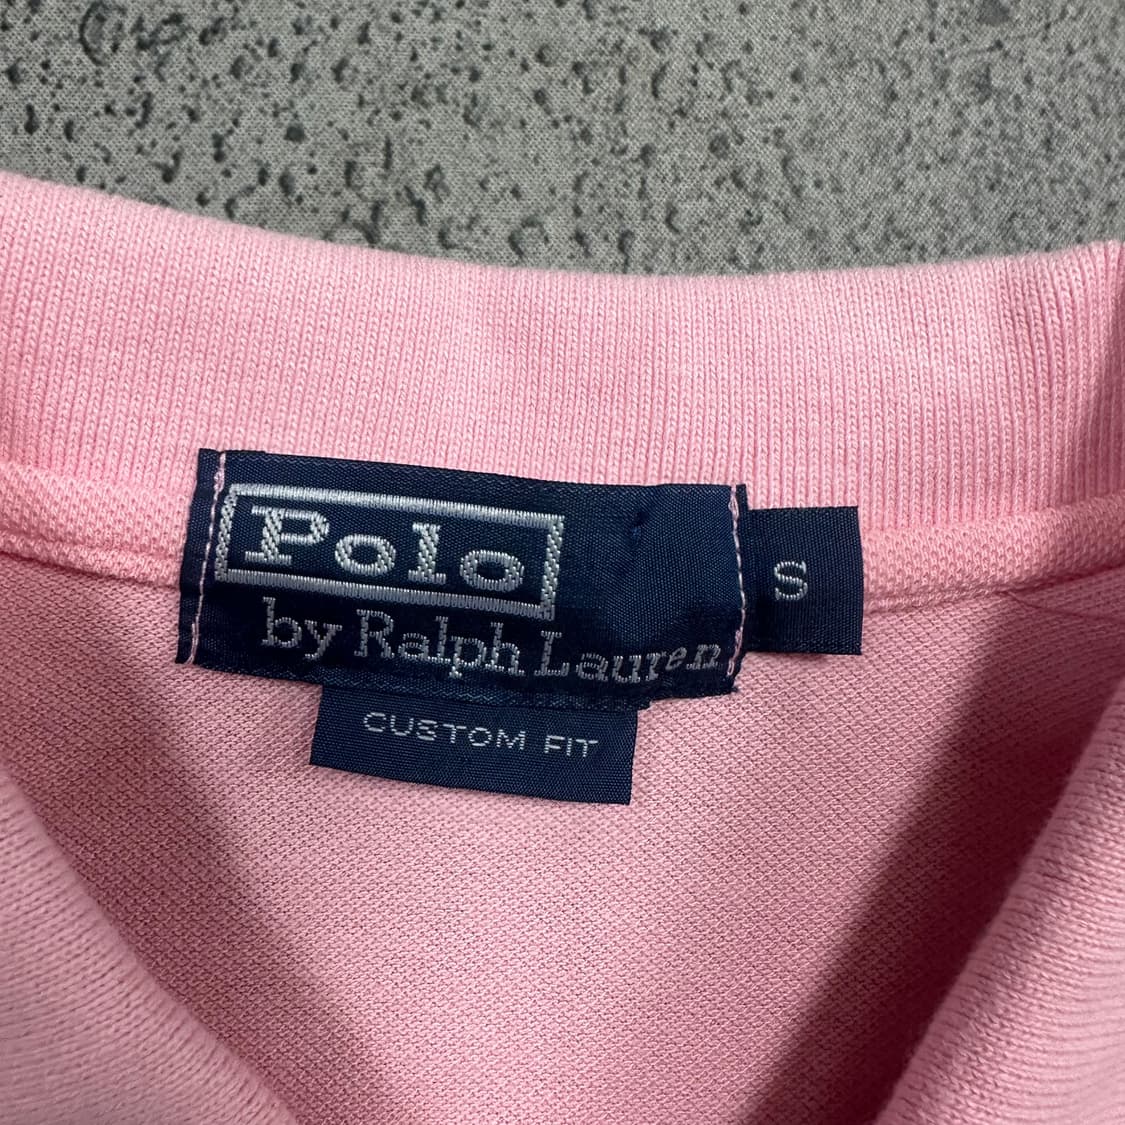 Polo
by Ralph Lauren
S
CUSTOM FIT